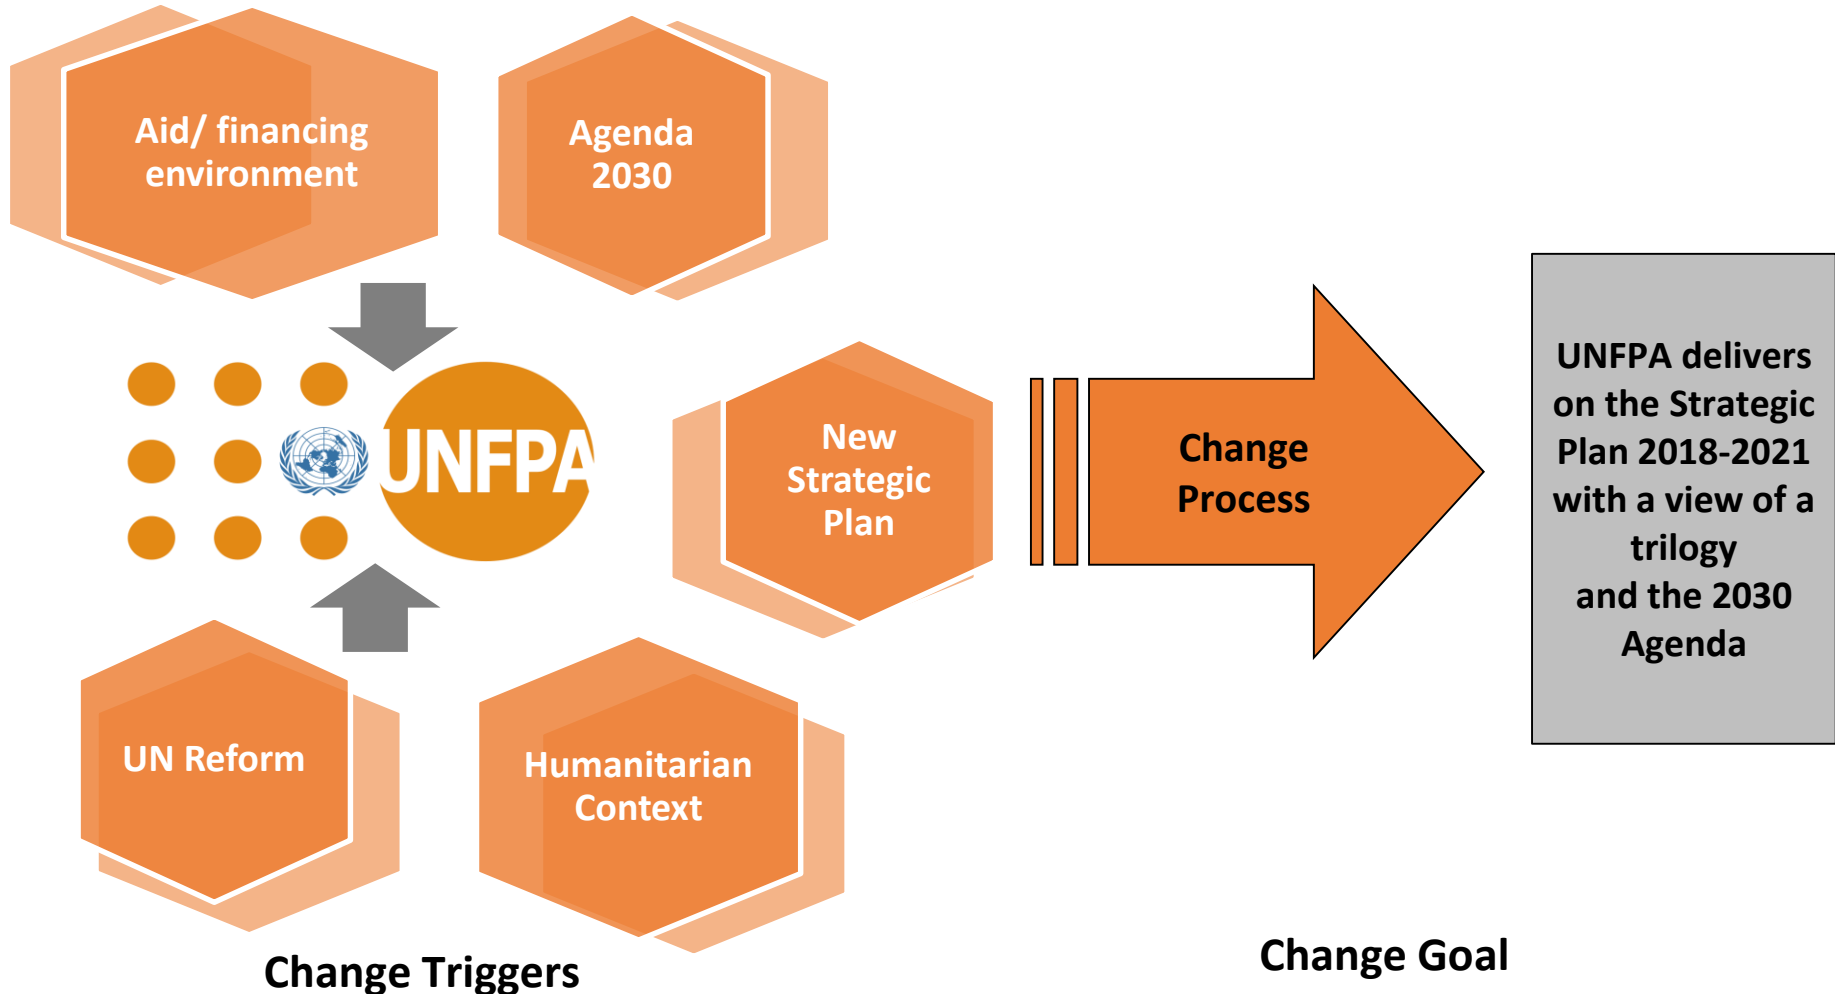 Aid/ financing
environment
Agenda
2030
UNFPA
New
Strategic
Plan
Change
Process
UNFPA delivers
on the Strategic
Plan 2018-2021
with a view of a
trilogy
and the 2030
Agenda
UN Reform
Humanitarian
Context
Change Triggers
Change Goal